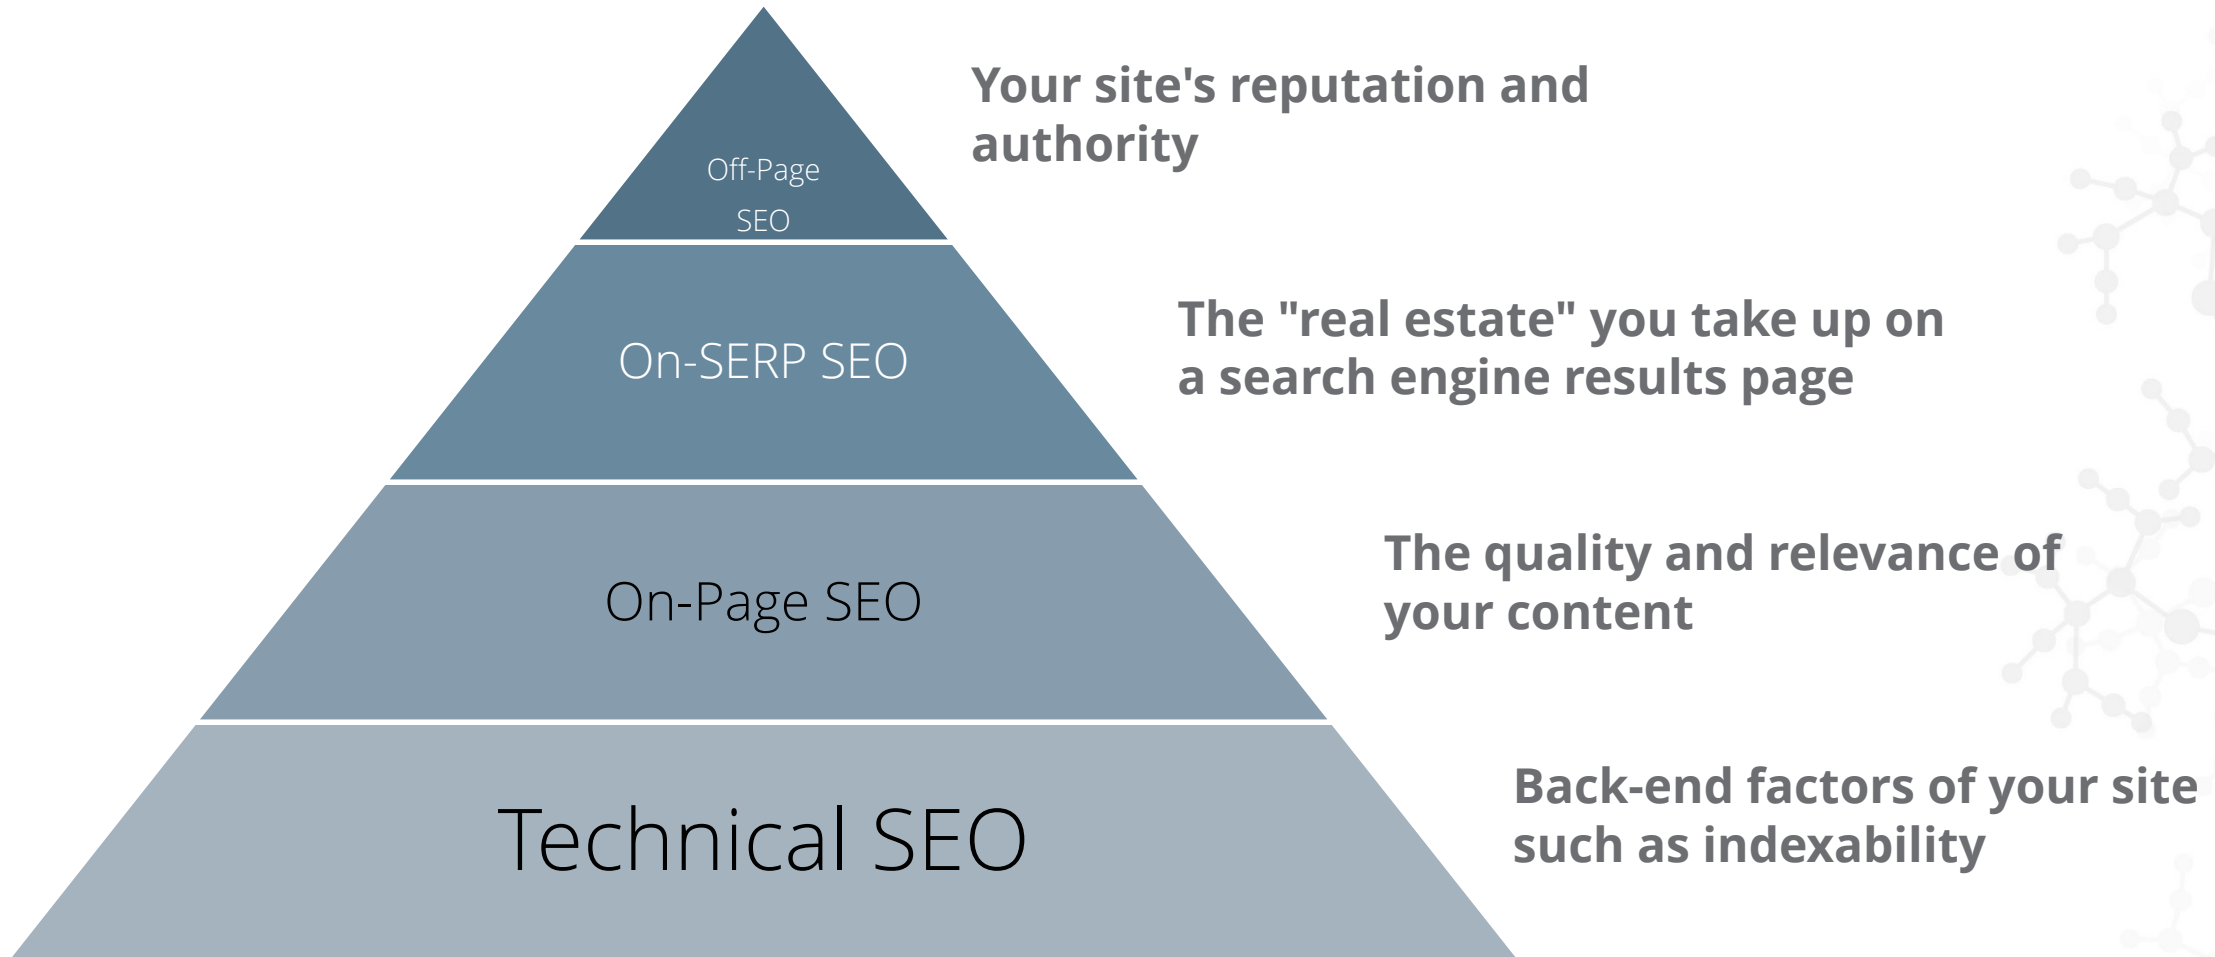 Your site's reputation and
authority
Off-Page
SEO
The "real estate" you take up on
a search engine results page
On-SERP SEO
The quality and relevance of
your content
On-Page SEO
Back-end factors of your site
such as indexability
Technical SEO